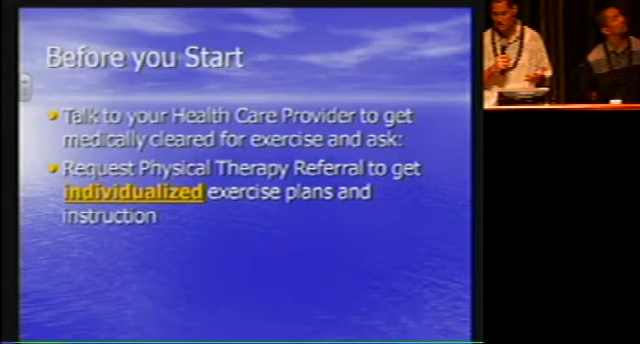 Before you Start
Talk to your Health Care Provider to get
medically cleared for exercise and ask:
Request Physical Therapy Referral to get
individualized exercise plans and
instruction